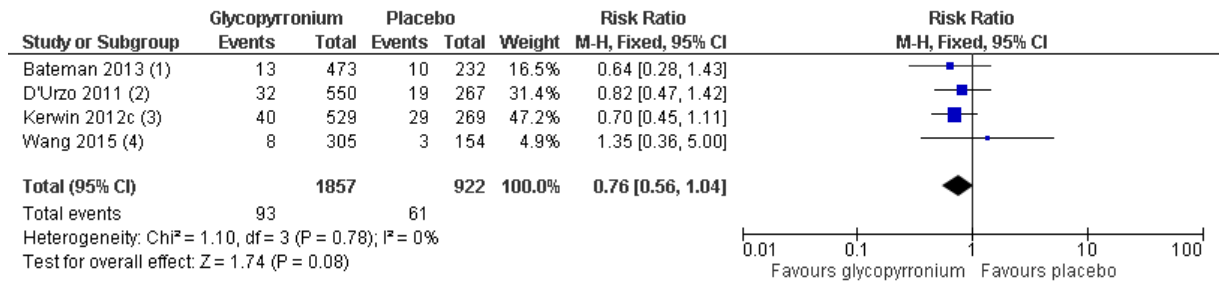 Glycopyrronium Placebo Risk Ratio Risk Ratio
Study or Subgroup Events Total Events Total Weight M-H, Fixed, 95% CI M-H, Fixed, 95% CI
Bateman 2013 (1) 13 473 10 232 16.5% 0.64 [0.28, 1.43]
D'Urzo 2011 (2) 32 550 19 267 31.4% 0.82 [0.47, 1.42]
Kerwin 2012c (3) 40 529 29 269 47.2% 0.70 [0.45, 1.11]
Wang 2015 (4) 8 305 3 154 4.9% 1.35 [0.36, 5.00]
Total (95% CI) 1857 922 100.0% 0.76 [0.56, 1.04]
Total events 93 61
Heterogeneity: Chi² = 1.10, df = 3 (P = 0.78); I² = 0%
Test for overall effect: Z = 1.74 (P = 0.08)
0.01 0.1 1 10 100
Favours glycopyrronium Favours placebo